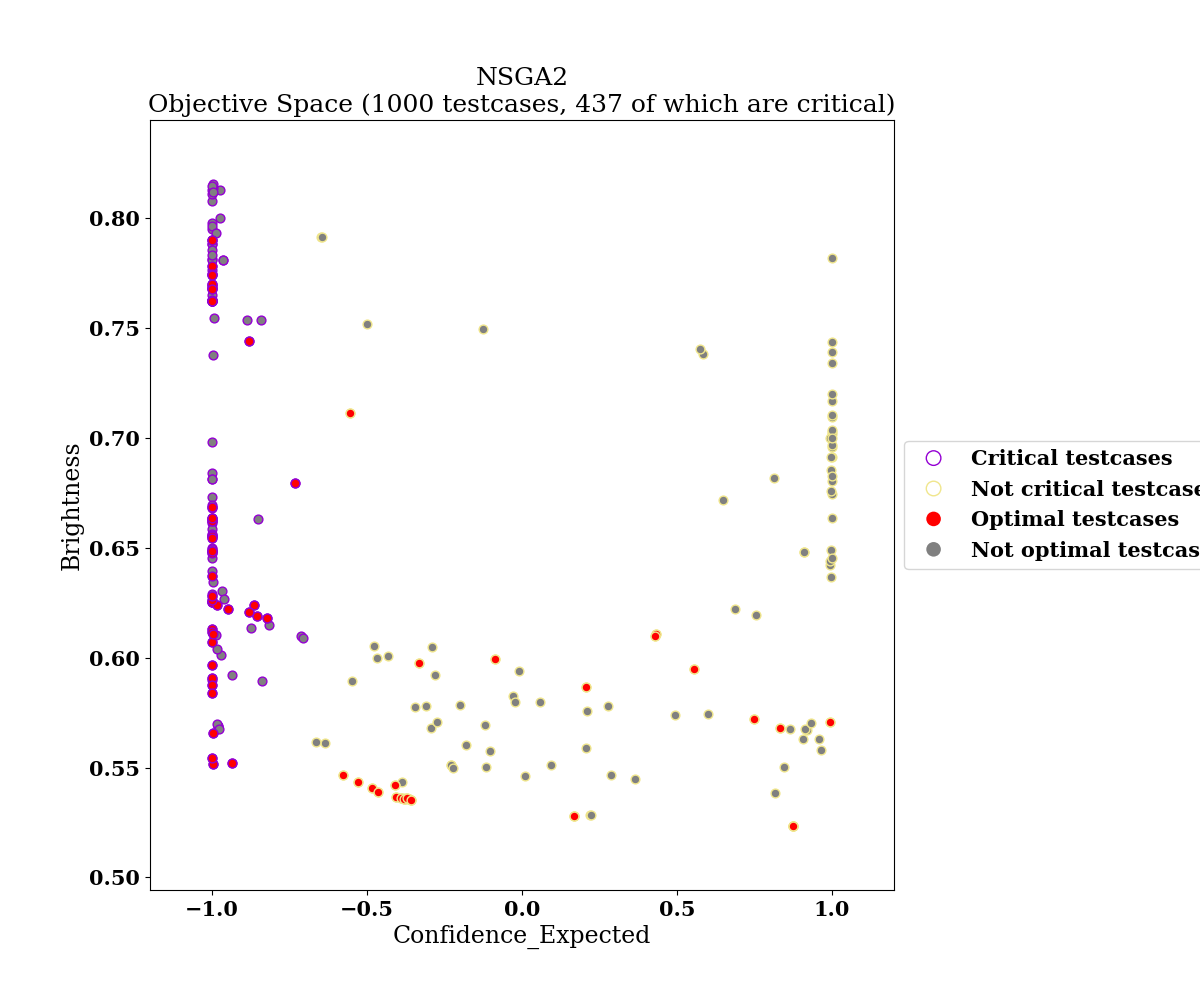 NSGA2
Objective Space (1000 testcases, 437 of which are critical)
0.80
0.75
0.70
0.65
0.60
0.55
0.50
Brightness
−1.0
−0.5
0.0
0.5
1.0
Confidence_Expected
Critical testcases
Not critical testcase
Optimal testcases
Not optimal testcas